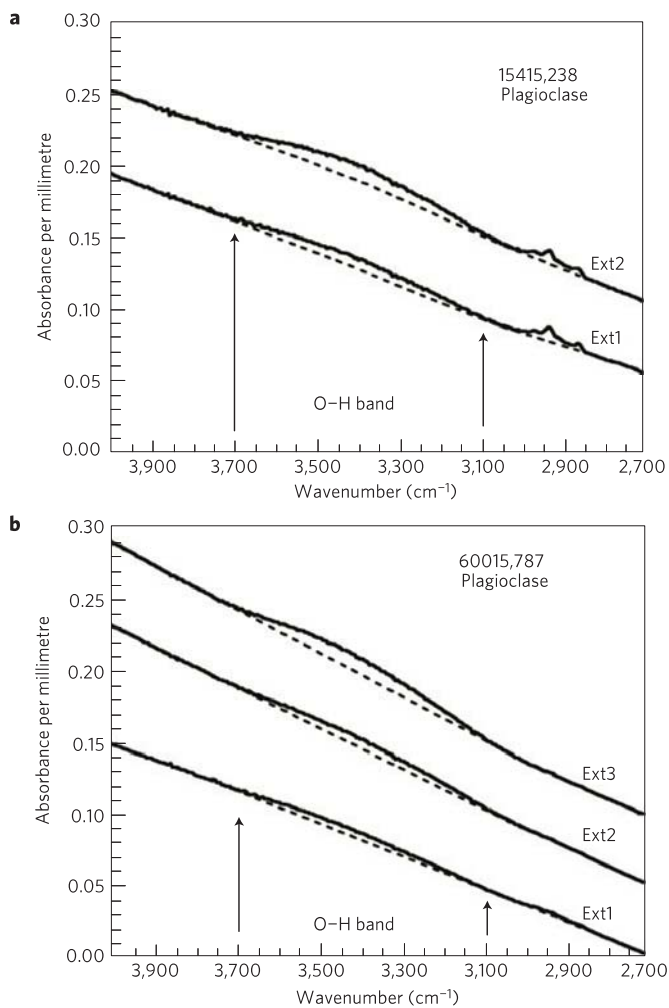 a
0.30
0.25
0.20
0.15
0.10
0.05
0.00
Absorbance per millimetre
15415,238
Plagioclase
Ext2
Ext1
O–H band
3,900 3,700 3,500 3,300 3,100 2,900 2,700
Wavenumber (cm⁻¹)
b
0.30
0.25
0.20
0.15
0.10
0.05
0.00
Absorbance per millimetre
60015,787
Plagioclase
Ext3
Ext2
Ext1
O–H band
3,900 3,700 3,500 3,300 3,100 2,900 2,700
Wavenumber (cm⁻¹)